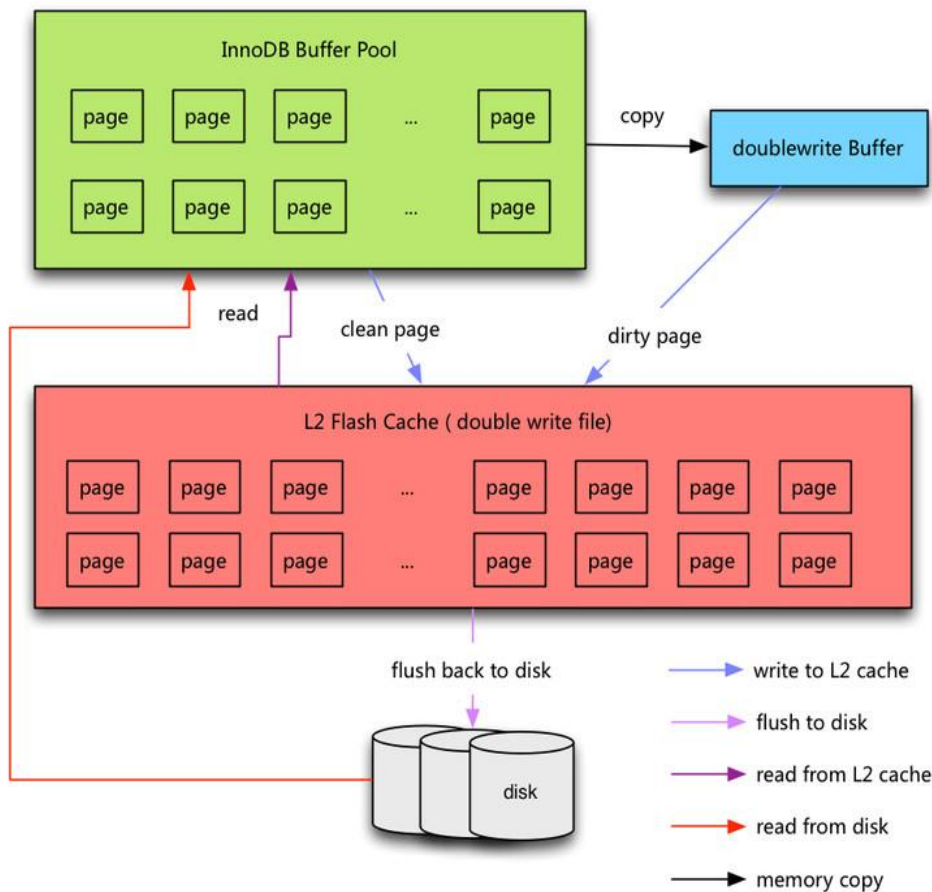 InnoDB Buffer Pool
page page page ... page
copy
doublewrite Buffer
page page page ... page
read
clean page
dirty page
L2 Flash Cache ( double write file)
page page page ... page page page page
page page page ... page page page page
flush back to disk
disk
write to L2 cache
flush to disk
read from L2 cache
read from disk
memory copy